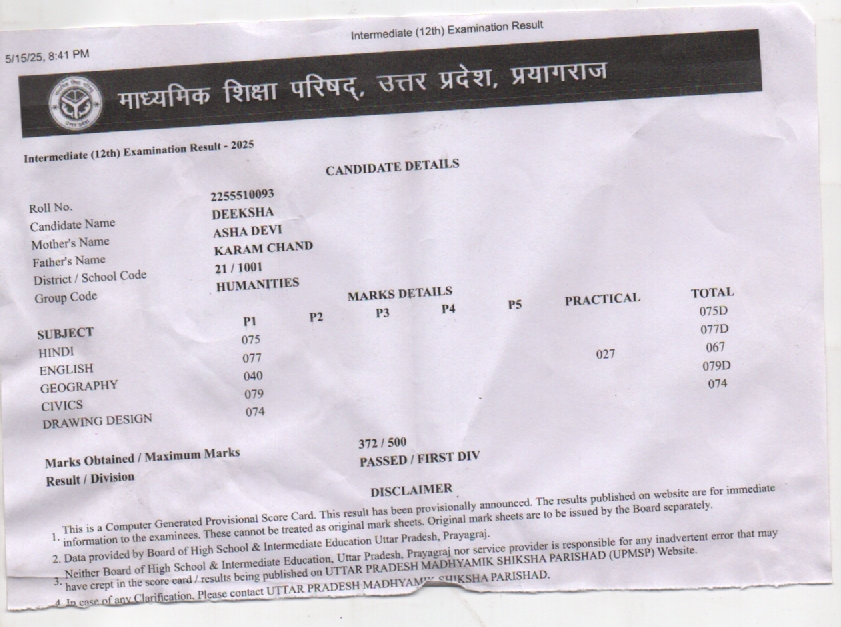 5/15/25, 8:41 PM
Intermediate (12th) Examination Result
माध्यमिक शिक्षा परिषद्, उत्तर प्रदेश, प्रयागराज
Intermediate (12th) Examination Result - 2025
CANDIDATE DETAILS
Roll No. 2255510093
Candidate Name DEEKSHA
Mother's Name ASHA DEVI
Father's Name KARAM CHAND
District / School Code 21 / 1001
Group Code HUMANITIES
MARKS DETAILS
SUBJECT P1 P2 P3 P4 P5 PRACTICAL TOTAL
HINDI 075 075D
ENGLISH 077 077D
GEOGRAPHY 040 027 067
CIVICS 079 079D
DRAWING DESIGN 074 074
Marks Obtained / Maximum Marks 372 / 500
Result / Division PASSED / FIRST DIV
DISCLAIMER
1. This is a Computer Generated Provisional Score Card. This result has been provisionally announced. The results published on website are for immediate
information to the examinees. These cannot be treated as original mark sheets. Original mark sheets are to be issued by the Board separately.
2. Data provided by Board of High School & Intermediate Education Uttar Pradesh, Prayagraj.
3. Neither Board of High School & Intermediate Education, Uttar Pradesh, Prayagraj nor service provider is responsible for any inadvertent error that may
have crept in the score card / results being published on UTTAR PRADESH MADHYAMIK SHIKSHA PARISHAD (UPMSP) Website.
4. In case of any Clarification, Please contact UTTAR PRADESH MADHYAMIK SHIKSHA PARISHAD.